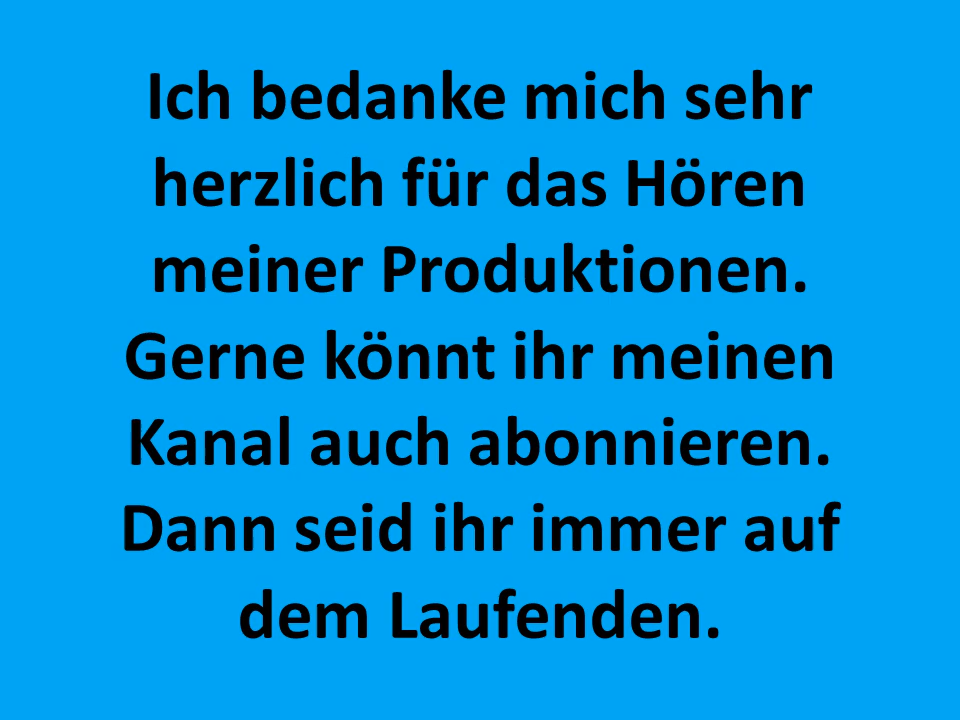 Ich bedanke mich sehr
herzlich für das Hören
meiner Produktionen.
Gerne könnt ihr meinen
Kanal auch abonnieren.
Dann seid ihr immer auf
dem Laufenden.